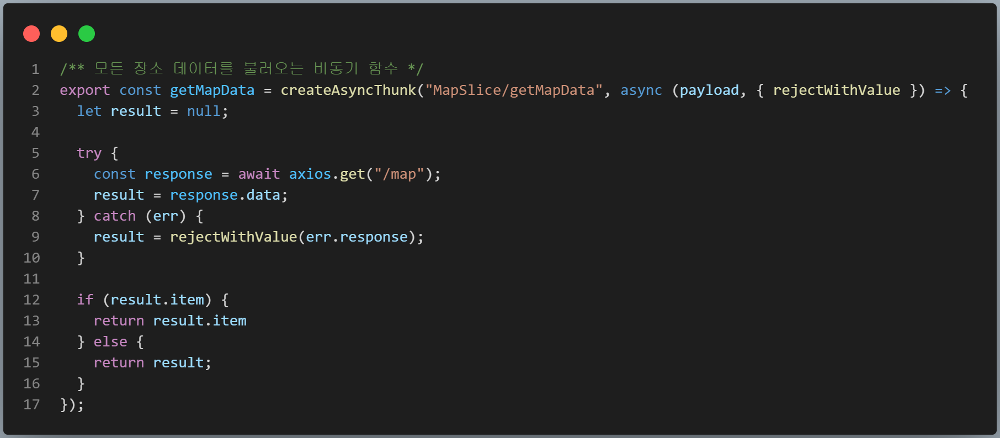 1 /** 모든 장소 데이터를 불러오는 비동기 함수 */
2 export const getMapData = createAsyncThunk("MapSlice/getMapData", async (payload, { rejectWithValue }) => {
3   let result = null;
4
5   try {
6     const response = await axios.get("/map");
7     result = response.data;
8   } catch (err) {
9     result = rejectWithValue(err.response);
10   }
11
12   if (result.item) {
13     return result.item
14   } else {
15     return result;
16   }
17 });